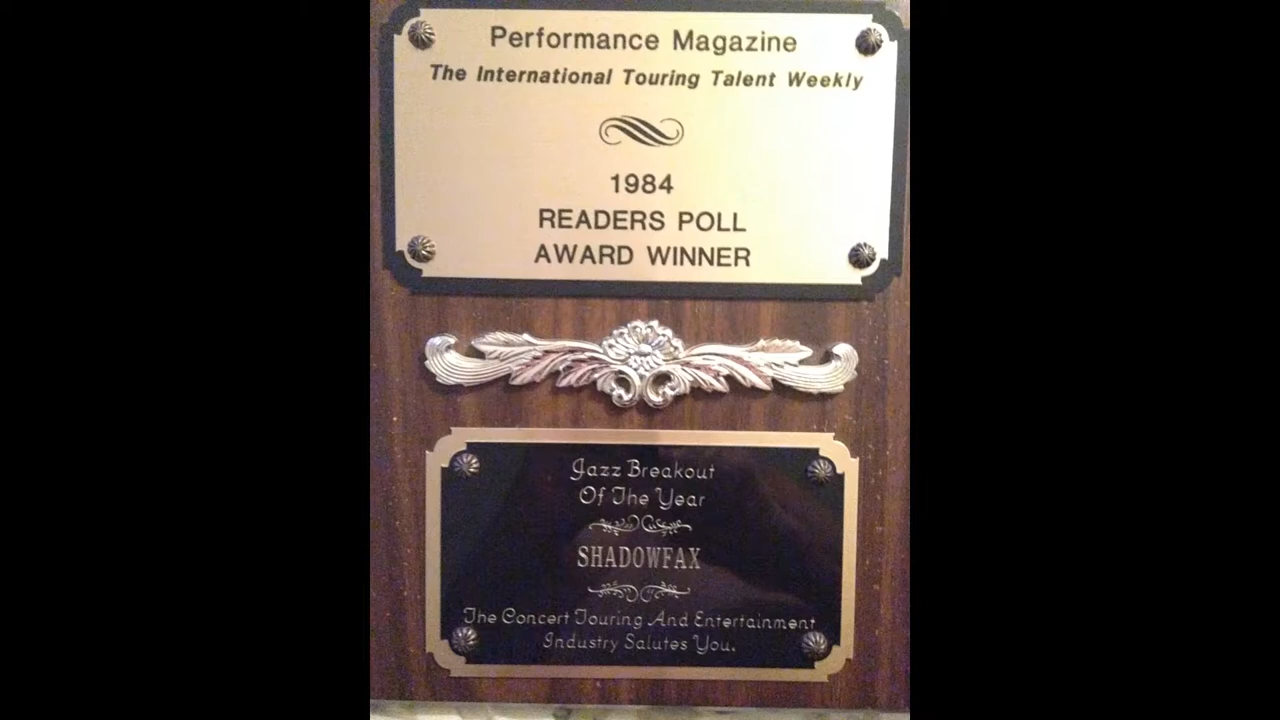 Performance Magazine
The International Touring Talent Weekly
1984
READERS POLL
AWARD WINNER
Jazz Breakout
Of The Year
SHADOWFAX
The Concert Touring And Entertainment
Industry Salutes You.